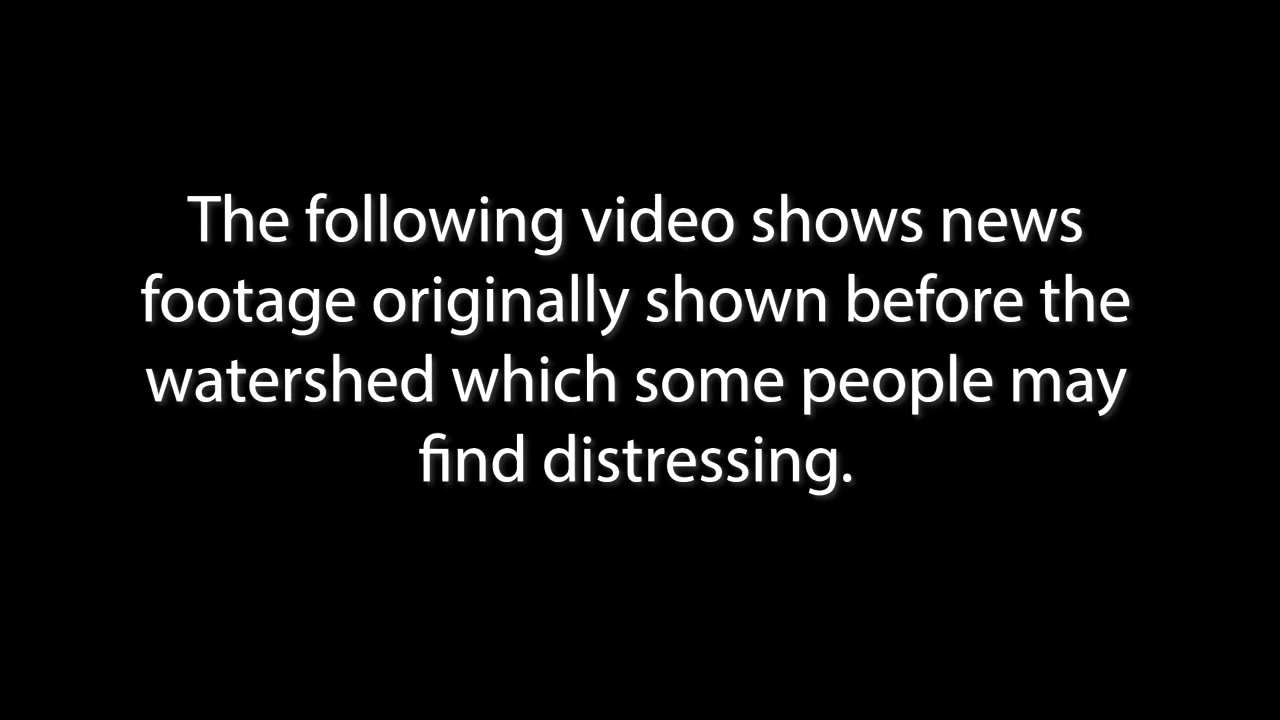 The following video shows news
footage originally shown before the
watershed which some people may
find distressing.